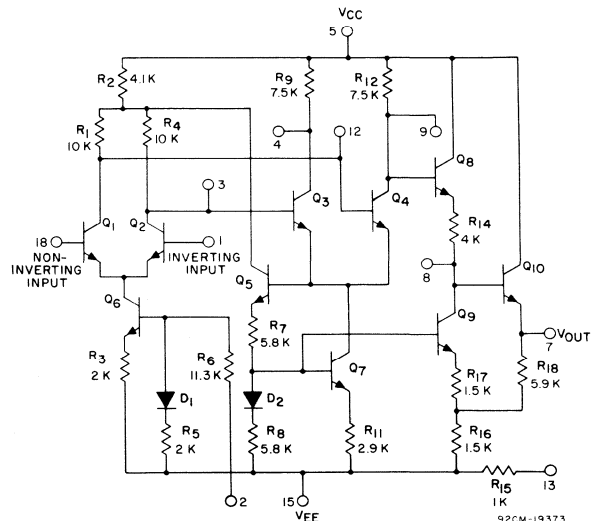 VCC
5
R2
4.1K
R9
7.5K
R12
7.5K
R1
10K
R4
10K
4
12
9
3
Q8
Q3
Q4
R14
4K
Q1
Q2
18
NON-
INVERTING
INPUT
1
INVERTING
INPUT
Q5
8
Q10
Q6
R7
5.8K
Q9
7
VOUT
R3
2K
R6
11.3K
Q7
R18
5.9K
R17
1.5K
D1
D2
R5
2K
R8
5.8K
R11
2.9K
R16
1.5K
2
15
VEE
R15
1K
13
92CM-19373